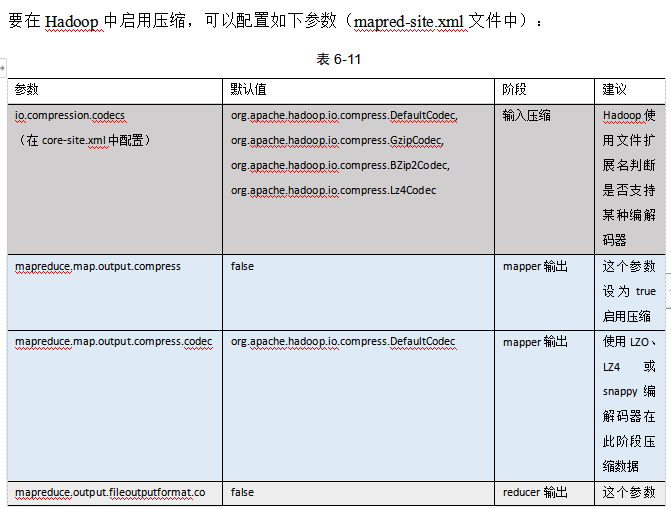 要在 Hadoop 中启用压缩，可以配置如下参数（mapred-site.xml 文件中）：
表 6-11
参数 默认值 阶段 建议
io.compression.codecs
（在 core-site.xml 中配置）
org.apache.hadoop.io.compress.DefaultCodec,
org.apache.hadoop.io.compress.GzipCodec,
org.apache.hadoop.io.compress.BZip2Codec,
org.apache.hadoop.io.compress.Lz4Codec
输入压缩
Hadoop 使
用文件扩
展名判断
是否支持
某种编解
码器
mapreduce.map.output.compress
false
mapper 输出
这个参数
设为 true
启用压缩
mapreduce.map.output.compress.codec
org.apache.hadoop.io.compress.DefaultCodec
mapper 输出
使用 LZO、
LZ4 或
snappy 编
解码器在
此阶段压
缩数据
mapreduce.output.fileoutputformat.co
false
reducer 输出
这个参数